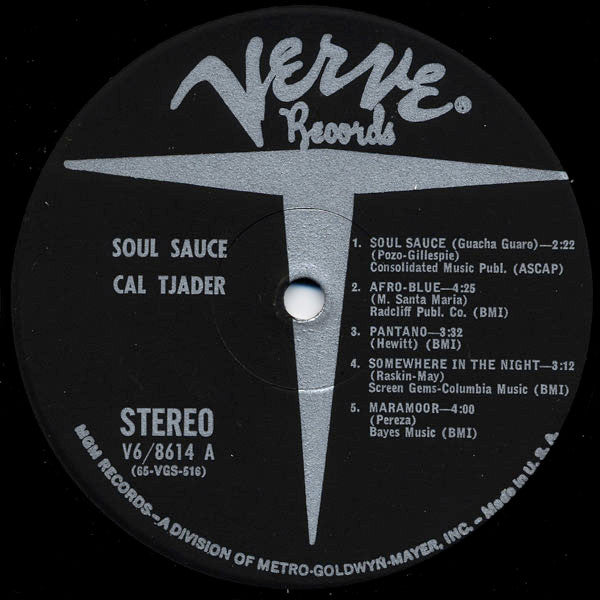 Verve®
Records
SOUL SAUCE
CAL TJADER
1. SOUL SAUCE (Guacha Guaro)—2:22
(Pozo-Gillespie)
Consolidated Music Publ. (ASCAP)
2. AFRO-BLUE—4:25
(M. Santa Maria)
Radcliff Publ. Co. (BMI)
3. PANTANO—3:32
(Hewitt) (BMI)
4. SOMEWHERE IN THE NIGHT—3:12
(Raskin-May)
Screen Gems-Columbia Music (BMI)
5. MARAMOOR—4:00
(Pereza)
Bayes Music (BMI)
STEREO
V6/8614 A
(65-VGS-516)
MGM RECORDS—A DIVISION OF METRO-GOLDWYN-MAYER, INC. – Made in U. S. A.